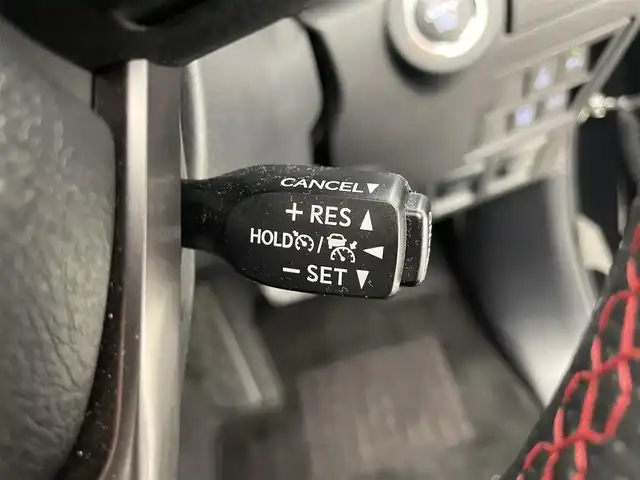 CANCEL▼
+ RES ▲
HOLD / ◀
− SET ▼